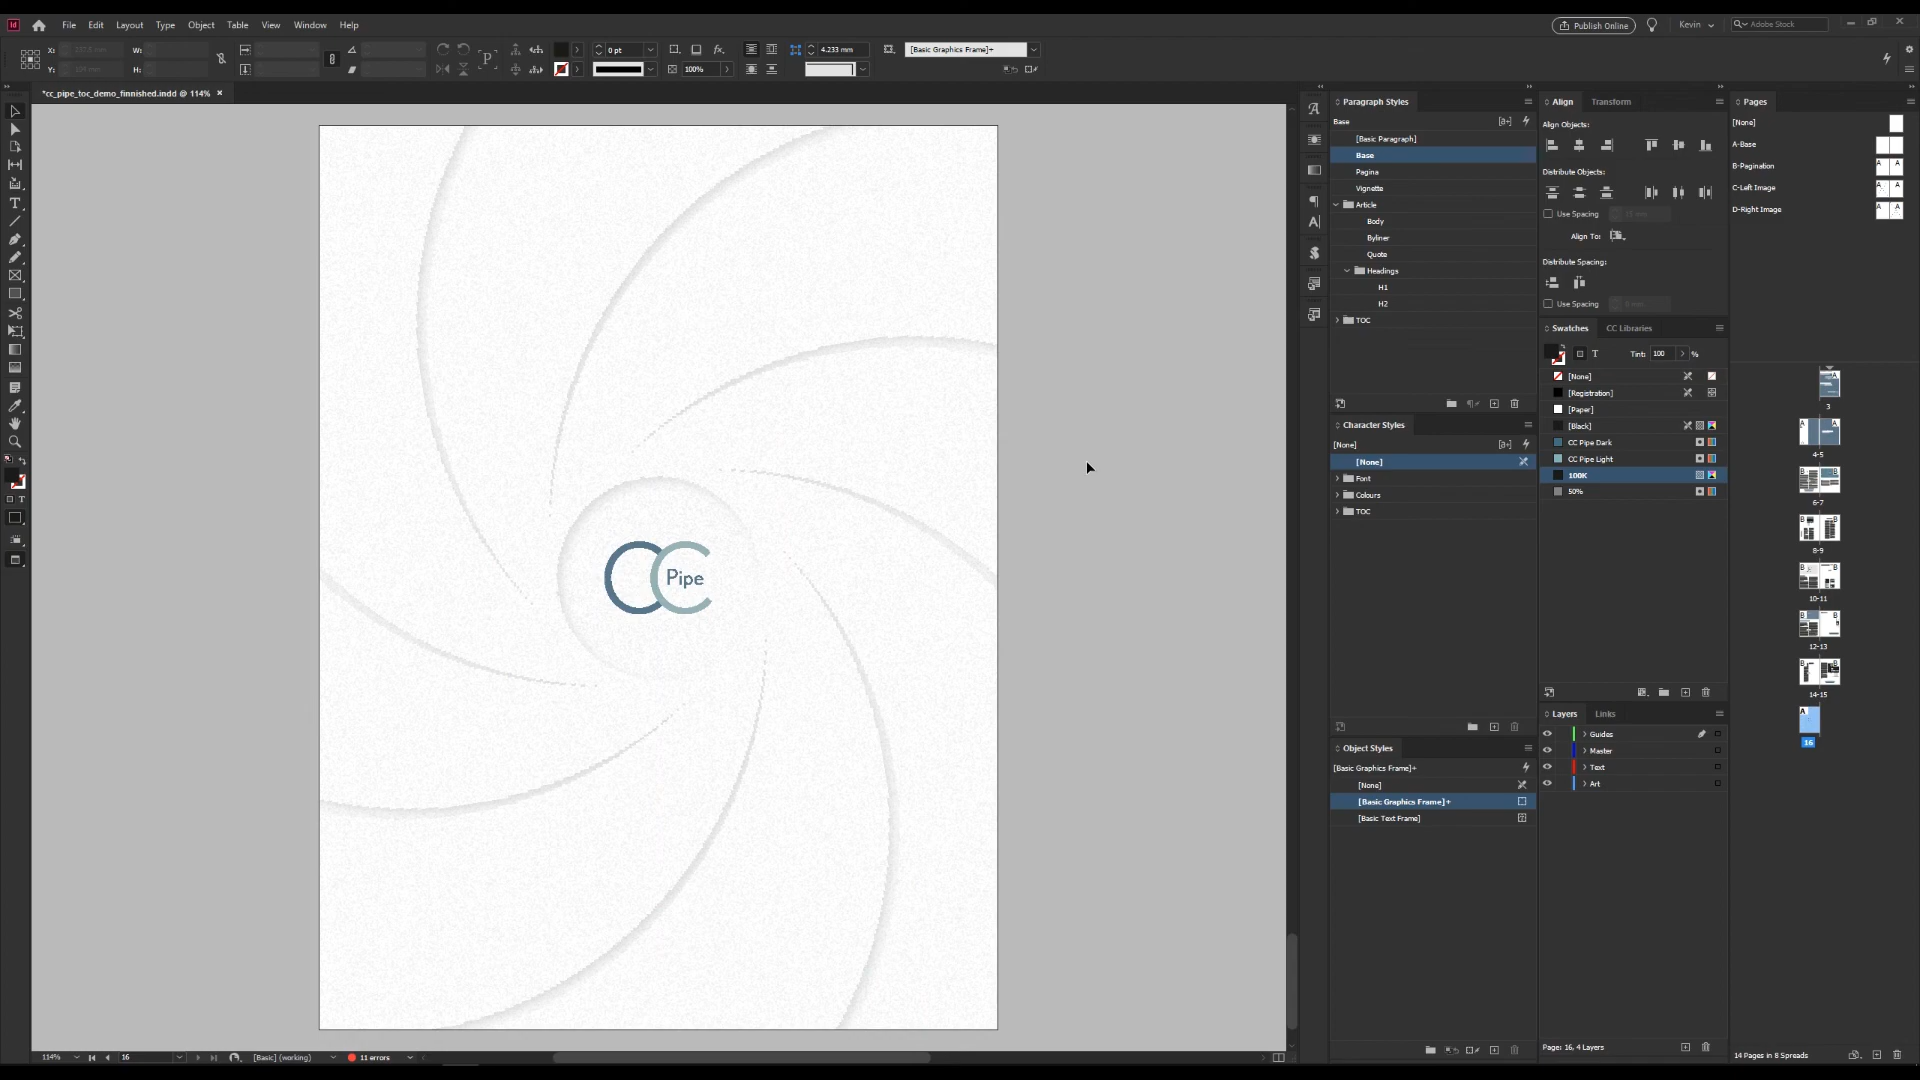 File Edit Layout Type Object Table View Window Help
Publish Online
Kevin
Adobe Stock
X:
W:
0 pt
4.233 mm
[Basic Graphics Frame]+
Y:
H:
100%
*cc_pipe_toc_demo_finnished.indd @ 114%
Paragraph Styles
Base
[Basic Paragraph]
Base
Pagina
Vignette
Article
Body
Byliner
Quote
Headings
H1
H2
TOC
Character Styles
[None]
[None]
Font
Colours
TOC
Object Styles
[Basic Graphics Frame]+
[None]
[Basic Graphics Frame]+
[Basic Text Frame]
Align Transform
Align Objects:
Distribute Objects:
Use Spacing
Align To:
Distribute Spacing:
Use Spacing
Swatches CC Libraries
Tint: 100 %
[None]
[Registration]
[Paper]
[Black]
CC Pipe Dark
CC Pipe Light
100K
50%
Layers Links
Guides
Master
Text
Art
Page: 16, 4 Layers
Pages
[None]
A-Base
B-Pagination
C-Left Image
D-Right Image
3
4-5
6-7
8-9
10-11
12-13
14-15
16
14 Pages in 8 Spreads
CC Pipe
114%
16
[Basic] (working)
11 errors